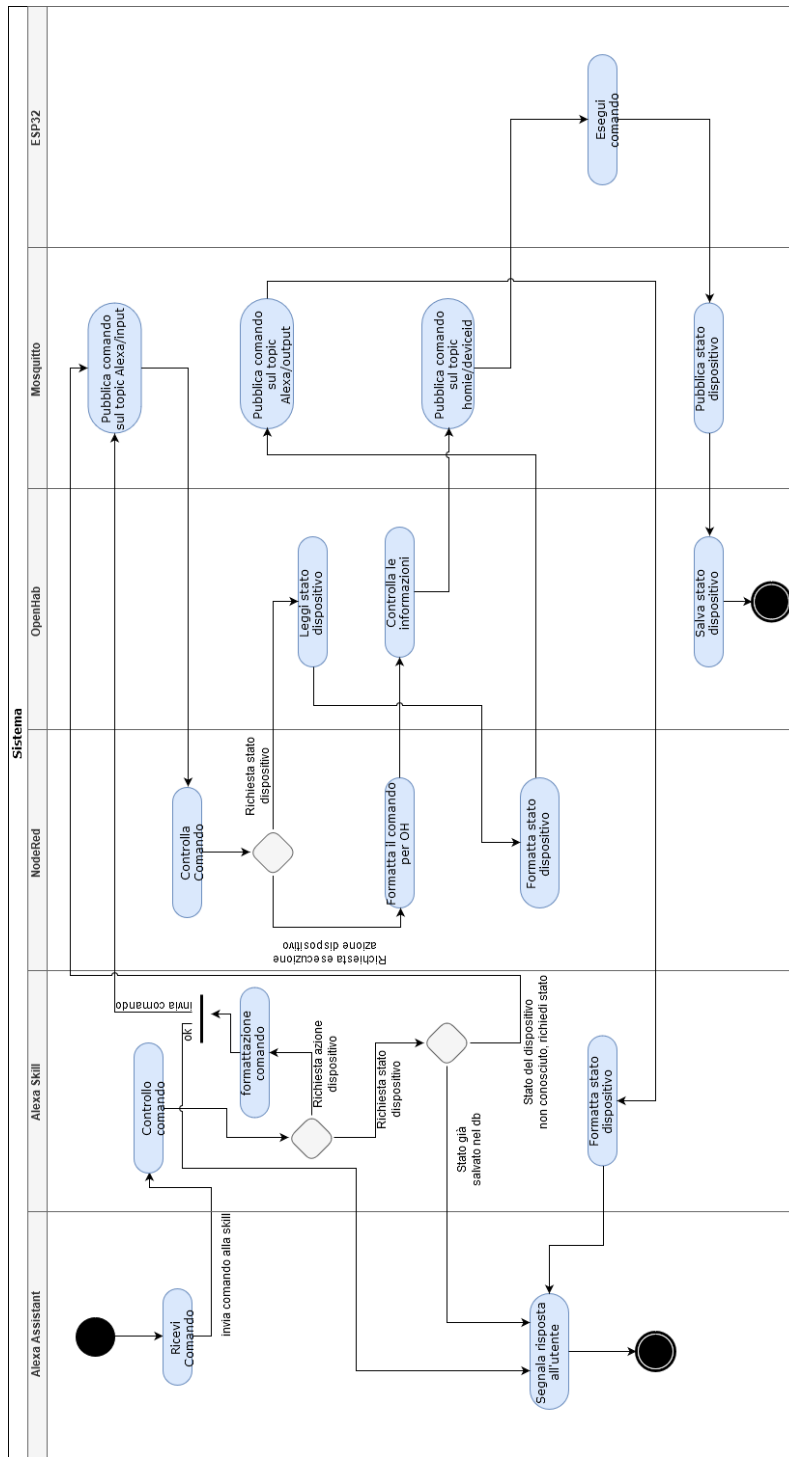 Sistema
Alexa Assistant
Alexa Skill
NodeRed
OpenHab
Mosquitto
ESP32
Ricevi
Comando
invia comando alla skill
Segnala risposta
all'utente
Controllo
comando
ok
invia comando
formattazione
comando
Richiesta azione
dispositivo
Richiesta stato
dispositivo
Stato già
salvato nel db
Stato del dispositivo
non conosciuto, richiedi stato
Formatta stato
dispositivo
Controlla
Comando
Richiesta stato
dispositivo
Richiesta esecuzione
azione dispositivo
Formatta il comando
per OH
Formatta stato
dispositivo
Leggi stato
dispositivo
Controlla le
informazioni
Salva stato
dispositivo
Pubblica comando
sul topic Alexa/input
Pubblica comando
sul topic
Alexa/output
Pubblica comando
sul topic
homie/deviceid
Pubblica stato
dispositivo
Esegui
comando